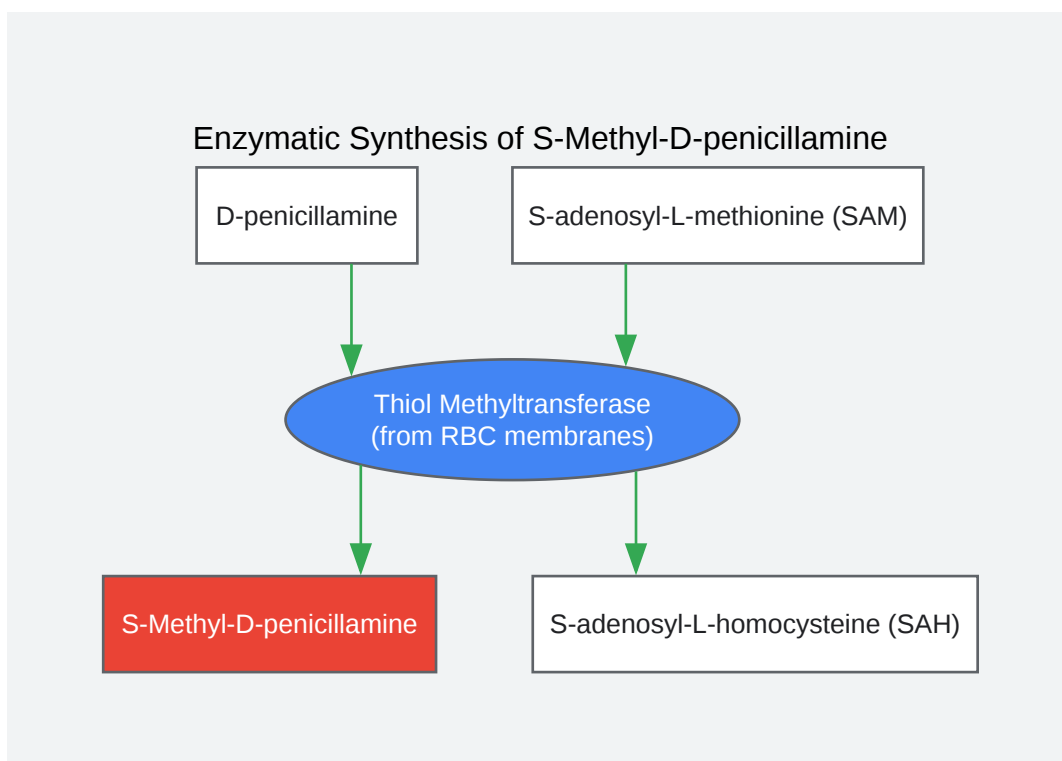 Enzymatic Synthesis of S-Methyl-D-penicillamine
D-penicillamine
S-adenosyl-L-methionine (SAM)
Thiol Methyltransferase
(from RBC membranes)
S-Methyl-D-penicillamine
S-adenosyl-L-homocysteine (SAH)